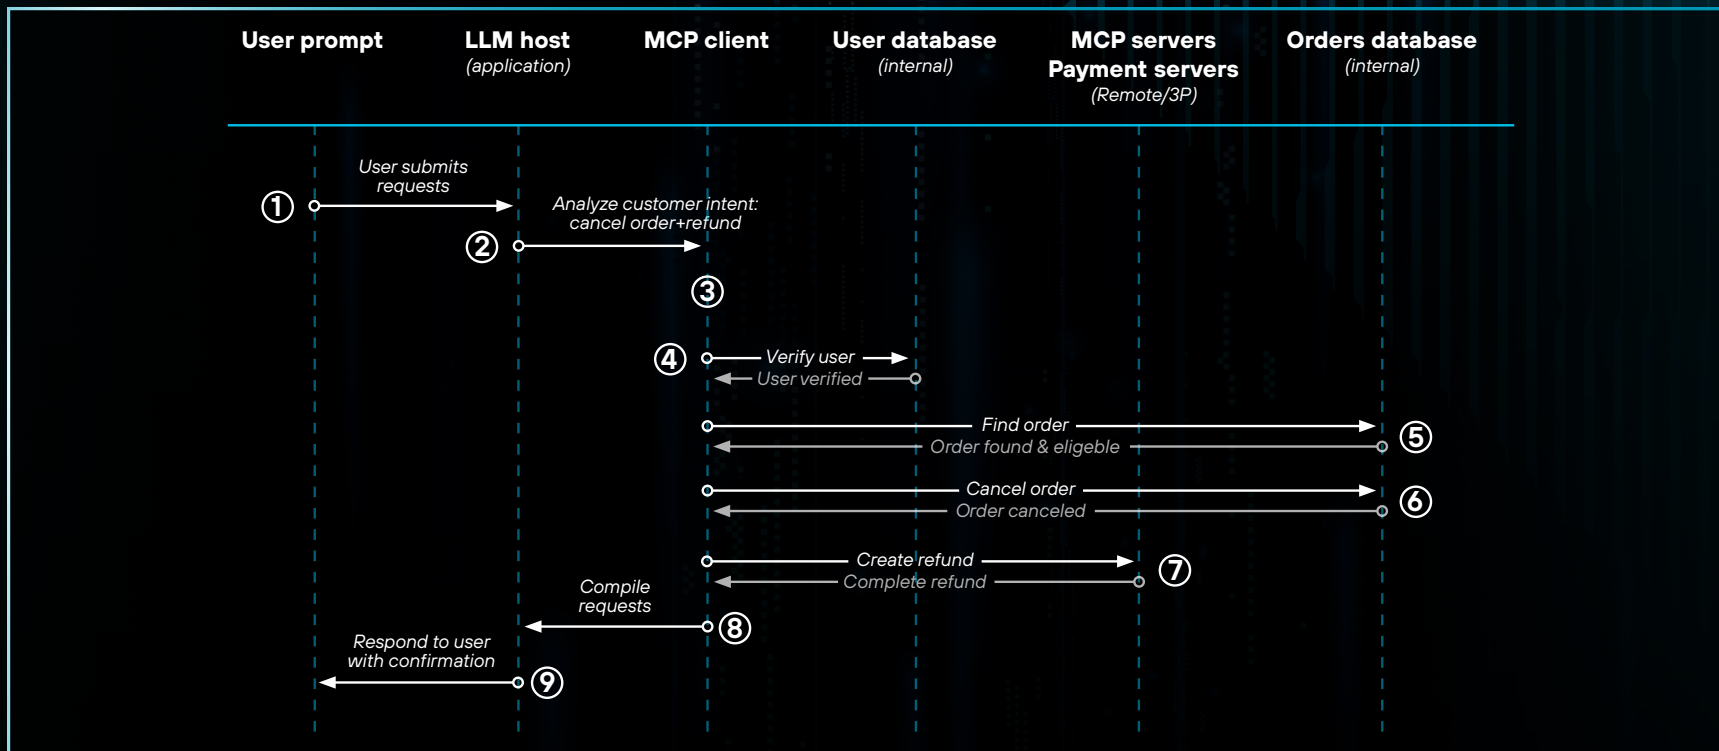 User prompt
LLM host
(application)
MCP client
User database
(internal)
MCP servers
Payment servers
(Remote/3P)
Orders database
(internal)
User submits
requests
1
Analyze customer intent:
cancel order+refund
2
3
4
Verify user
User verified
Find order
Order found & eligeble
5
Cancel order
Order canceled
6
Create refund
Complete refund
7
Compile
requests
8
Respond to user
with confirmation
9